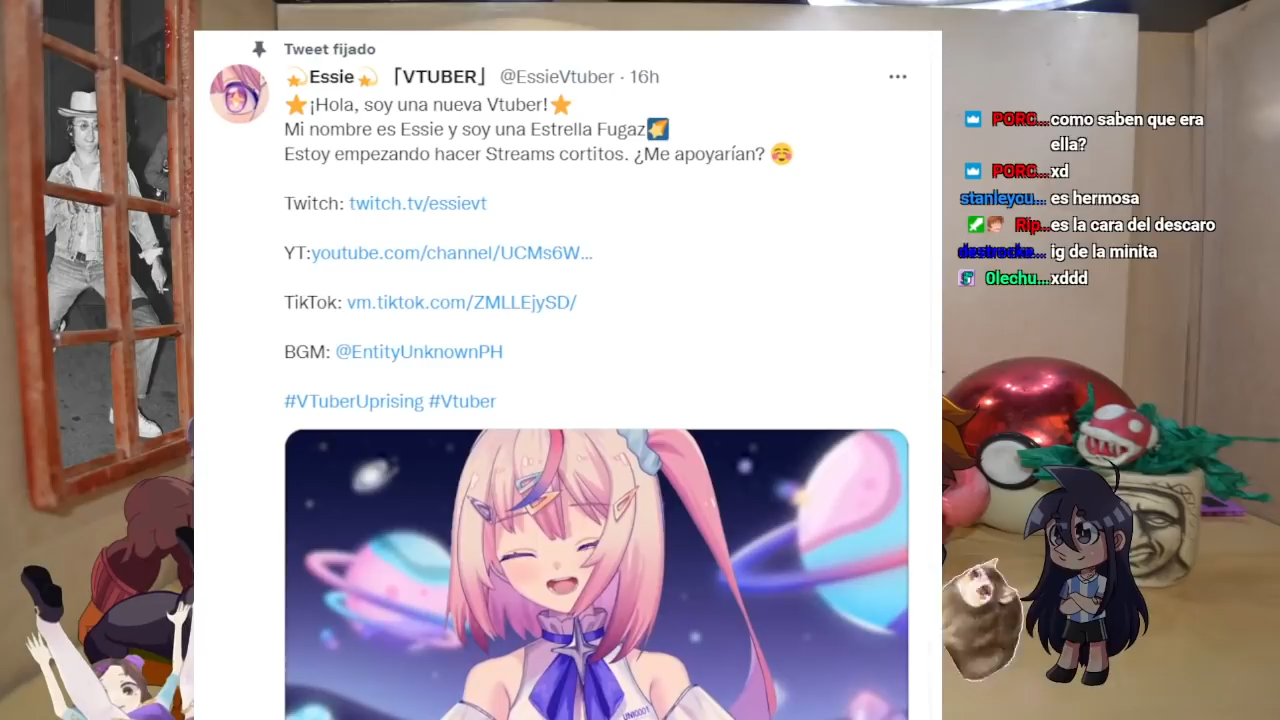 Tweet fijado
💫Essie💫 「VTUBER」 @EssieVtuber · 16h
⭐¡Hola, soy una nueva Vtuber!⭐
Mi nombre es Essie y soy una Estrella Fugaz🌠
Estoy empezando hacer Streams cortitos. ¿Me apoyarían? ☺️
Twitch: twitch.tv/essievt
YT:youtube.com/channel/UCMs6W...
TikTok: vm.tiktok.com/ZMLLEjySD/
BGM: @EntityUnknownPH
#VTuberUprising #Vtuber
PORC... como saben que era
ella?
PORC... xd
stanleyou... es hermosa
Rip... es la cara del descaro
destrocke... ig de la minita
0lechu... xddd